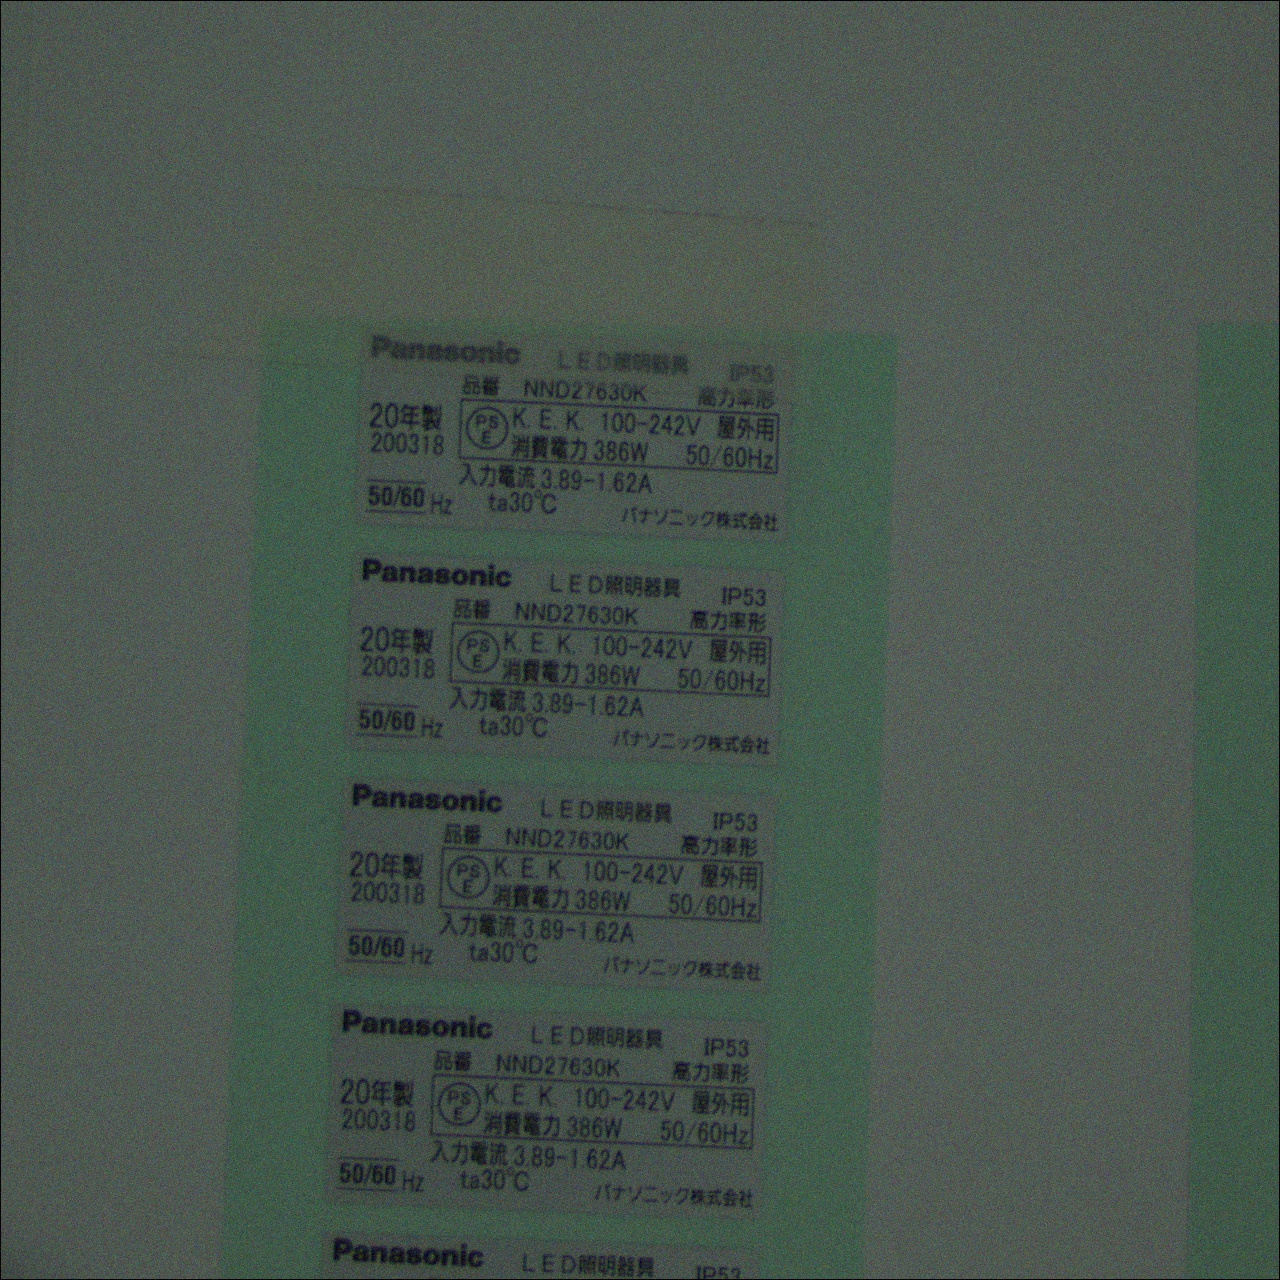 Panasonic LED照明器具 IP53
品番 NND27630K 高力率形
20年製 PSE K.E.K. 100-242V 屋外用
200318 消費電力 386W 50/60Hz
入力電流 3.89-1.62A
50/60 Hz ta30℃ パナソニック株式会社
Panasonic LED照明器具 IP53
品番 NND27630K 高力率形
20年製 PSE K.E.K. 100-242V 屋外用
200318 消費電力 386W 50/60Hz
入力電流 3.89-1.62A
50/60 Hz ta30℃ パナソニック株式会社
Panasonic LED照明器具 IP53
品番 NND27630K 高力率形
20年製 PSE K.E.K. 100-242V 屋外用
200318 消費電力 386W 50/60Hz
入力電流 3.89-1.62A
50/60 Hz ta30℃ パナソニック株式会社
Panasonic LED照明器具 IP53
品番 NND27630K 高力率形
20年製 PSE K.E.K. 100-242V 屋外用
200318 消費電力 386W 50/60Hz
入力電流 3.89-1.62A
50/60 Hz ta30℃ パナソニック株式会社
Panasonic LED照明器具 IP53